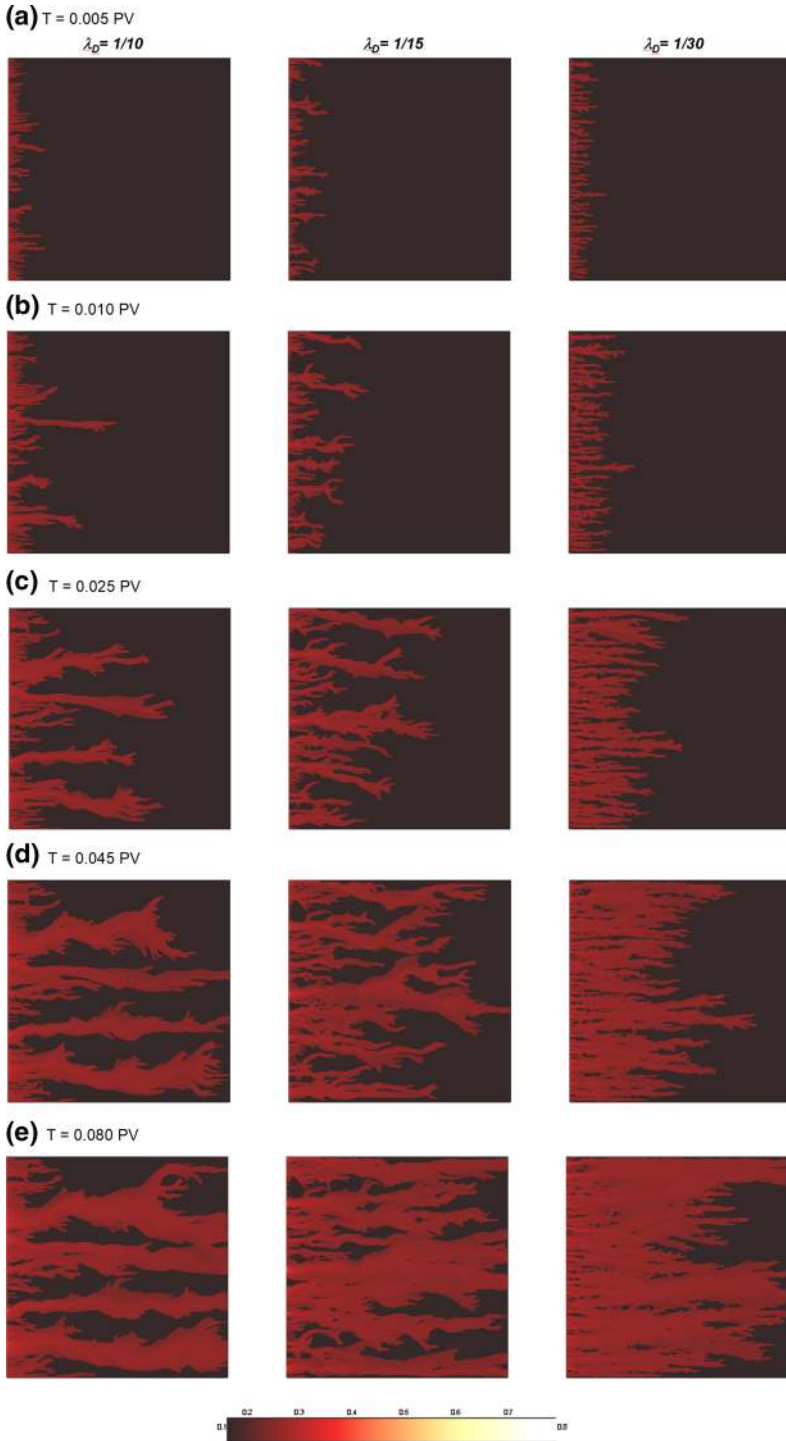 (a) T = 0.005 PV
λD= 1/10 λD= 1/15 λD= 1/30
(b) T = 0.010 PV
(c) T = 0.025 PV
(d) T = 0.045 PV
(e) T = 0.080 PV
0.2 0.3 0.4 0.5 0.6 0.7
0.8